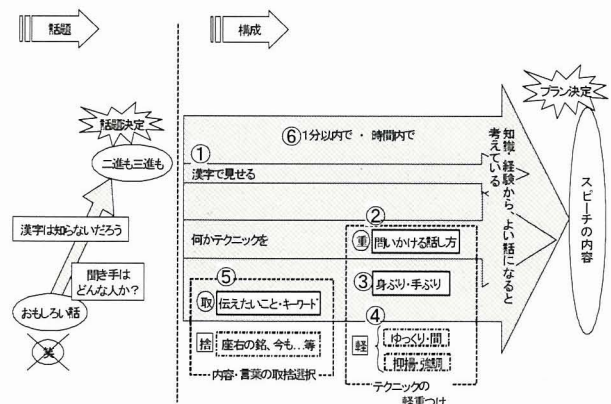 話題
構成
プラン決定
話題決定
二進も三進も
⑥1分以内で・時間内で
①
漢字で見せる
知識・経験から、よい話になると
考えている
スピーチの内容
漢字は知らないだろう
何かテクニックを
②
重 問いかける話し方
聞き手は
どんな人か?
③ 身ぶり・手ぶり
⑤
取 伝えたいこと・キーワード
おもしろい話
④
捨 座右の銘、今も…等
軽 ゆっくり・間
抑揚・強調
笑
内容・言葉の取捨選択
テクニックの
軽重つけ